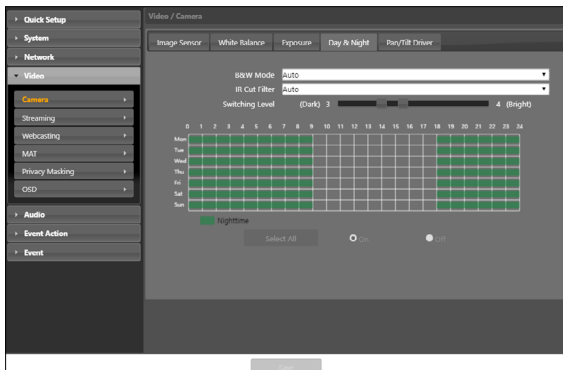 Quick Setup
System
Network
Video
Camera
Streaming
Webcasting
MAT
Privacy Masking
OSD
Audio
Event Action
Event
Video / Camera
Image Sensor White Balance Exposure Day & Night Pan/Tilt Driver
B&W Mode Auto
IR Cut Filter Auto
Switching Level (Dark) 3 4 (Bright)
0 1 2 3 4 5 6 7 8 9 10 11 12 13 14 15 16 17 18 19 20 21 22 23 24
Mon
Tue
Wed
Thu
Fri
Sat
Sun
Nighttime
Select All On Off
Save